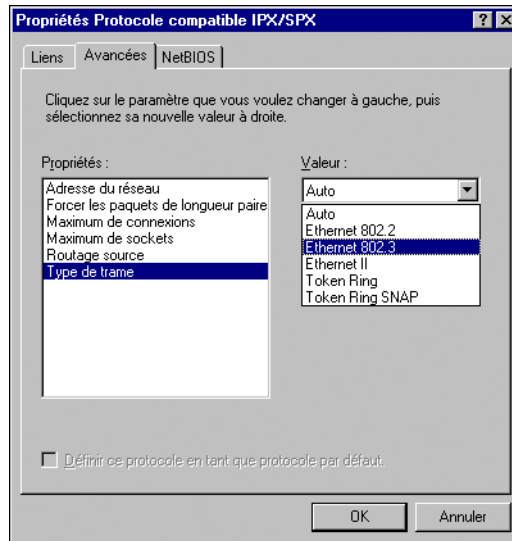 Propriétés Protocole compatible IPX/SPX
Liens
Avancées
NetBIOS
Cliquez sur le paramètre que vous voulez changer à gauche, puis
sélectionnez sa nouvelle valeur à droite.
Propriétés :
Adresse du réseau
Forcer les paquets de longueur paire
Maximum de connexions
Maximum de sockets
Routage source
Type de trame
Valeur :
Auto
Auto
Ethernet 802.2
Ethernet 802.3
Ethernet II
Token Ring
Token Ring SNAP
Définir ce protocole en tant que protocole par défaut.
OK
Annuler